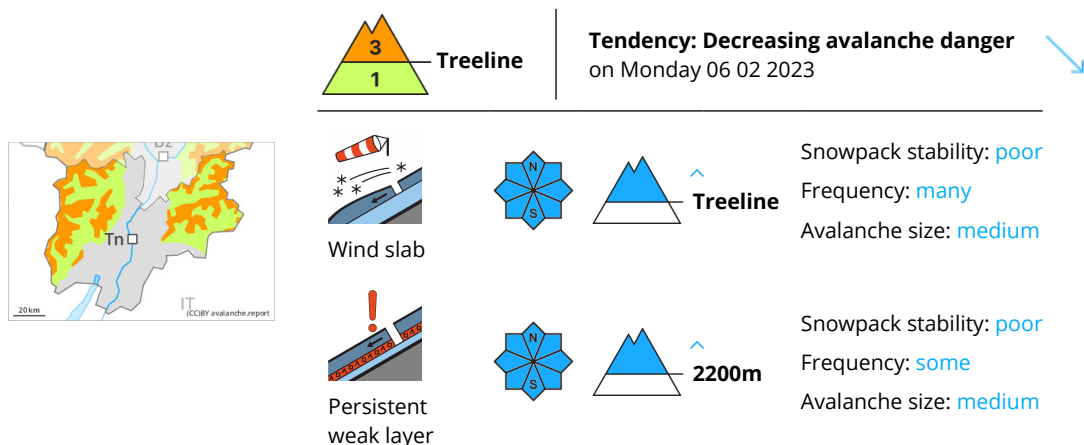 3
1
Treeline
Tendency: Decreasing avalanche danger
on Monday 06 02 2023
Bz
Tn
IT
20 km
(CC)BY avalanche.report
N
S
Treeline
Snowpack stability: poor
Frequency: many
Avalanche size: medium
Wind slab
N
S
2200m
Snowpack stability: poor
Frequency: some
Avalanche size: medium
Persistent
weak layer